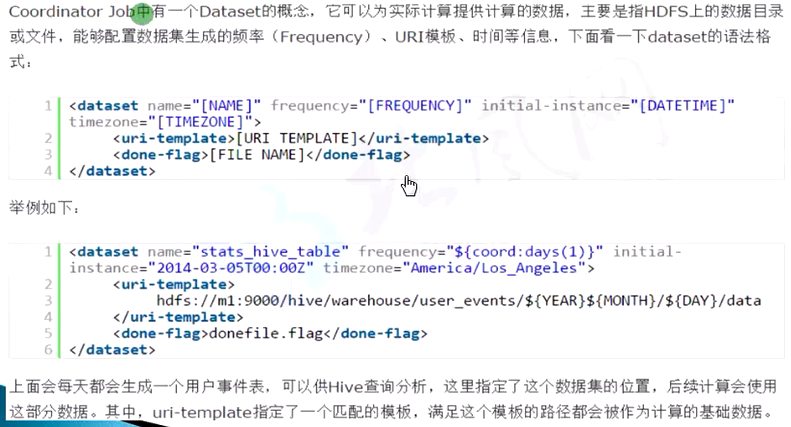 Coordinator Job中有一个Dataset的概念，它可以为实际计算提供计算的数据，主要是指HDFS上的数据目录
或文件，能够配置数据集生成的频率（Frequency）、URI模板、时间等信息，下面看一下dataset的语法格
式：
1 <dataset name="[NAME]" frequency="[FREQUENCY]" initial-instance="[DATETIME]"
timezone="[TIMEZONE]">
2 <uri-template>[URI TEMPLATE]</uri-template>
3 <done-flag>[FILE NAME]</done-flag>
4 </dataset>
举例如下：
1 <dataset name="stats_hive_table" frequency="${coord:days(1)}" initial-
instance="2014-03-05T00:00Z" timezone="America/Los_Angeles">
2 <uri-template>
3 hdfs://m1:9000/hive/warehouse/user_events/${YEAR}${MONTH}/${DAY}/data
4 </uri-template>
5 <done-flag>donefile.flag</done-flag>
6 </dataset>
上面会每天都会生成一个用户事件表，可以供Hive查询分析，这里指定了这个数据集的位置，后续计算会使用
这部分数据。其中，uri-template指定了一个匹配的模板，满足这个模板的路径都会被作为计算的基础数据。